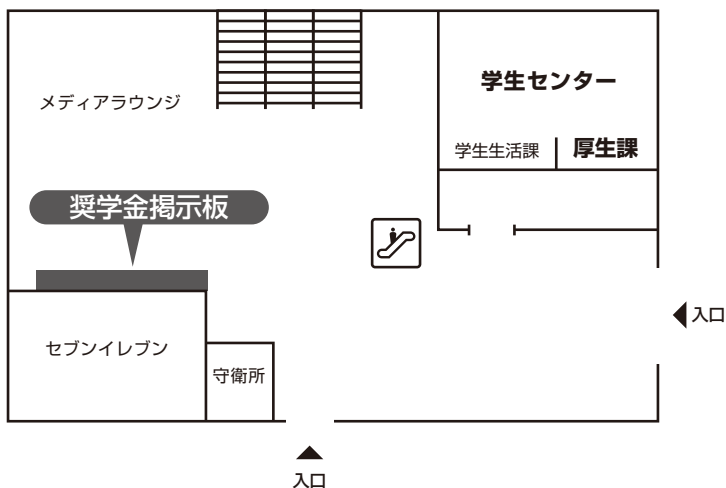 学生センター
メディアラウンジ
学生生活課
厚生課
奨学金掲示板
入口
セブンイレブン
守衛所
入口